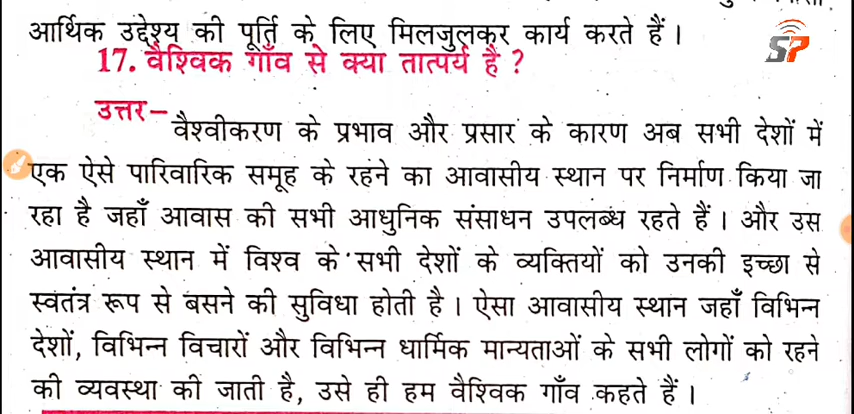 आर्थिक उद्देश्य की पूर्ति के लिए मिलजुलकर कार्य करते हैं।
SP
17. वैश्विक गाँव से क्या तात्पर्य है ?
उत्तर–
वैश्वीकरण के प्रभाव और प्रसार के कारण अब सभी देशों में
एक ऐसे पारिवारिक समूह के रहने का आवासीय स्थान पर निर्माण किया जा
रहा है जहाँ आवास की सभी आधुनिक संसाधन उपलब्ध रहते हैं। और उस
आवासीय स्थान में विश्व के सभी देशों के व्यक्तियों को उनकी इच्छा से
स्वतंत्र रूप से बसने की सुविधा होती है। ऐसा आवासीय स्थान जहाँ विभिन्न
देशों, विभिन्न विचारों और विभिन्न धार्मिक मान्यताओं के सभी लोगों को रहने
की व्यवस्था की जाती है, उसे ही हम वैश्विक गाँव कहते हैं।